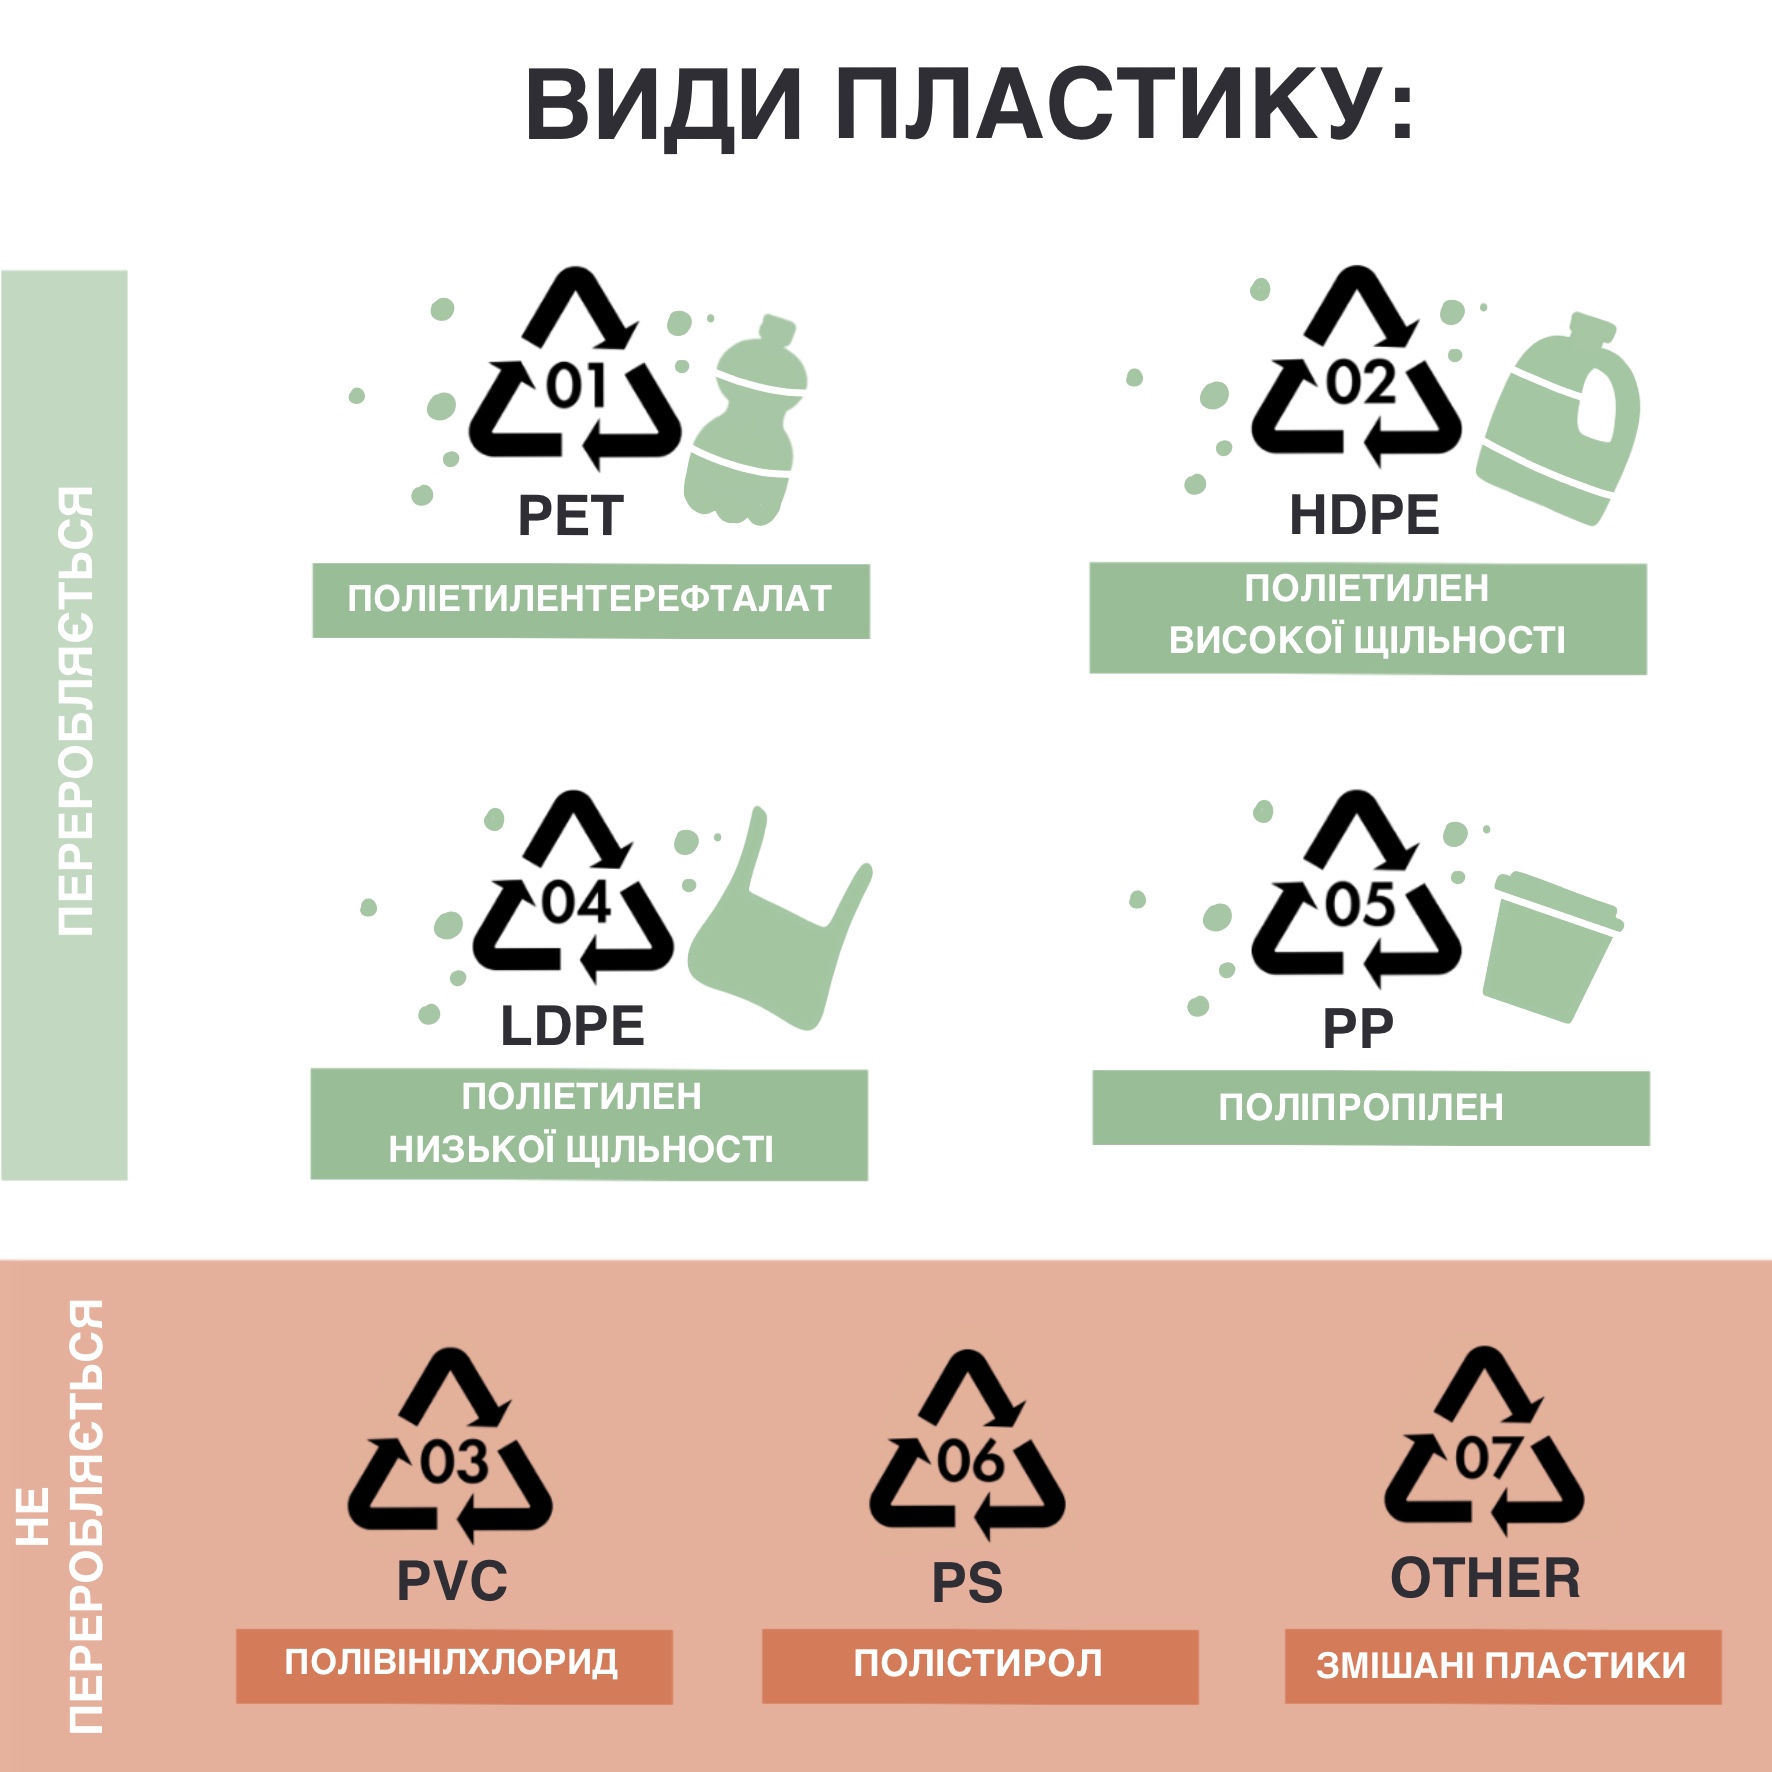 ВИДИ ПЛАСТИКУ:
ПЕРЕРОБЛЯЄТЬСЯ
01
PET
ПОЛІЕТИЛЕНТЕРЕФТАЛАТ
02
HDPE
ПОЛІЕТИЛЕН
ВИСОКОЇ ЩІЛЬНОСТІ
04
LDPE
ПОЛІЕТИЛЕН
НИЗЬКОЇ ЩІЛЬНОСТІ
05
PP
ПОЛІПРОПІЛЕН
НЕ
ПЕРЕРОБЛЯЄТЬСЯ
03
PVC
ПОЛІВІНІЛХЛОРИД
06
PS
ПОЛІСТИРОЛ
07
OTHER
ЗМІШАНІ ПЛАСТИКИ